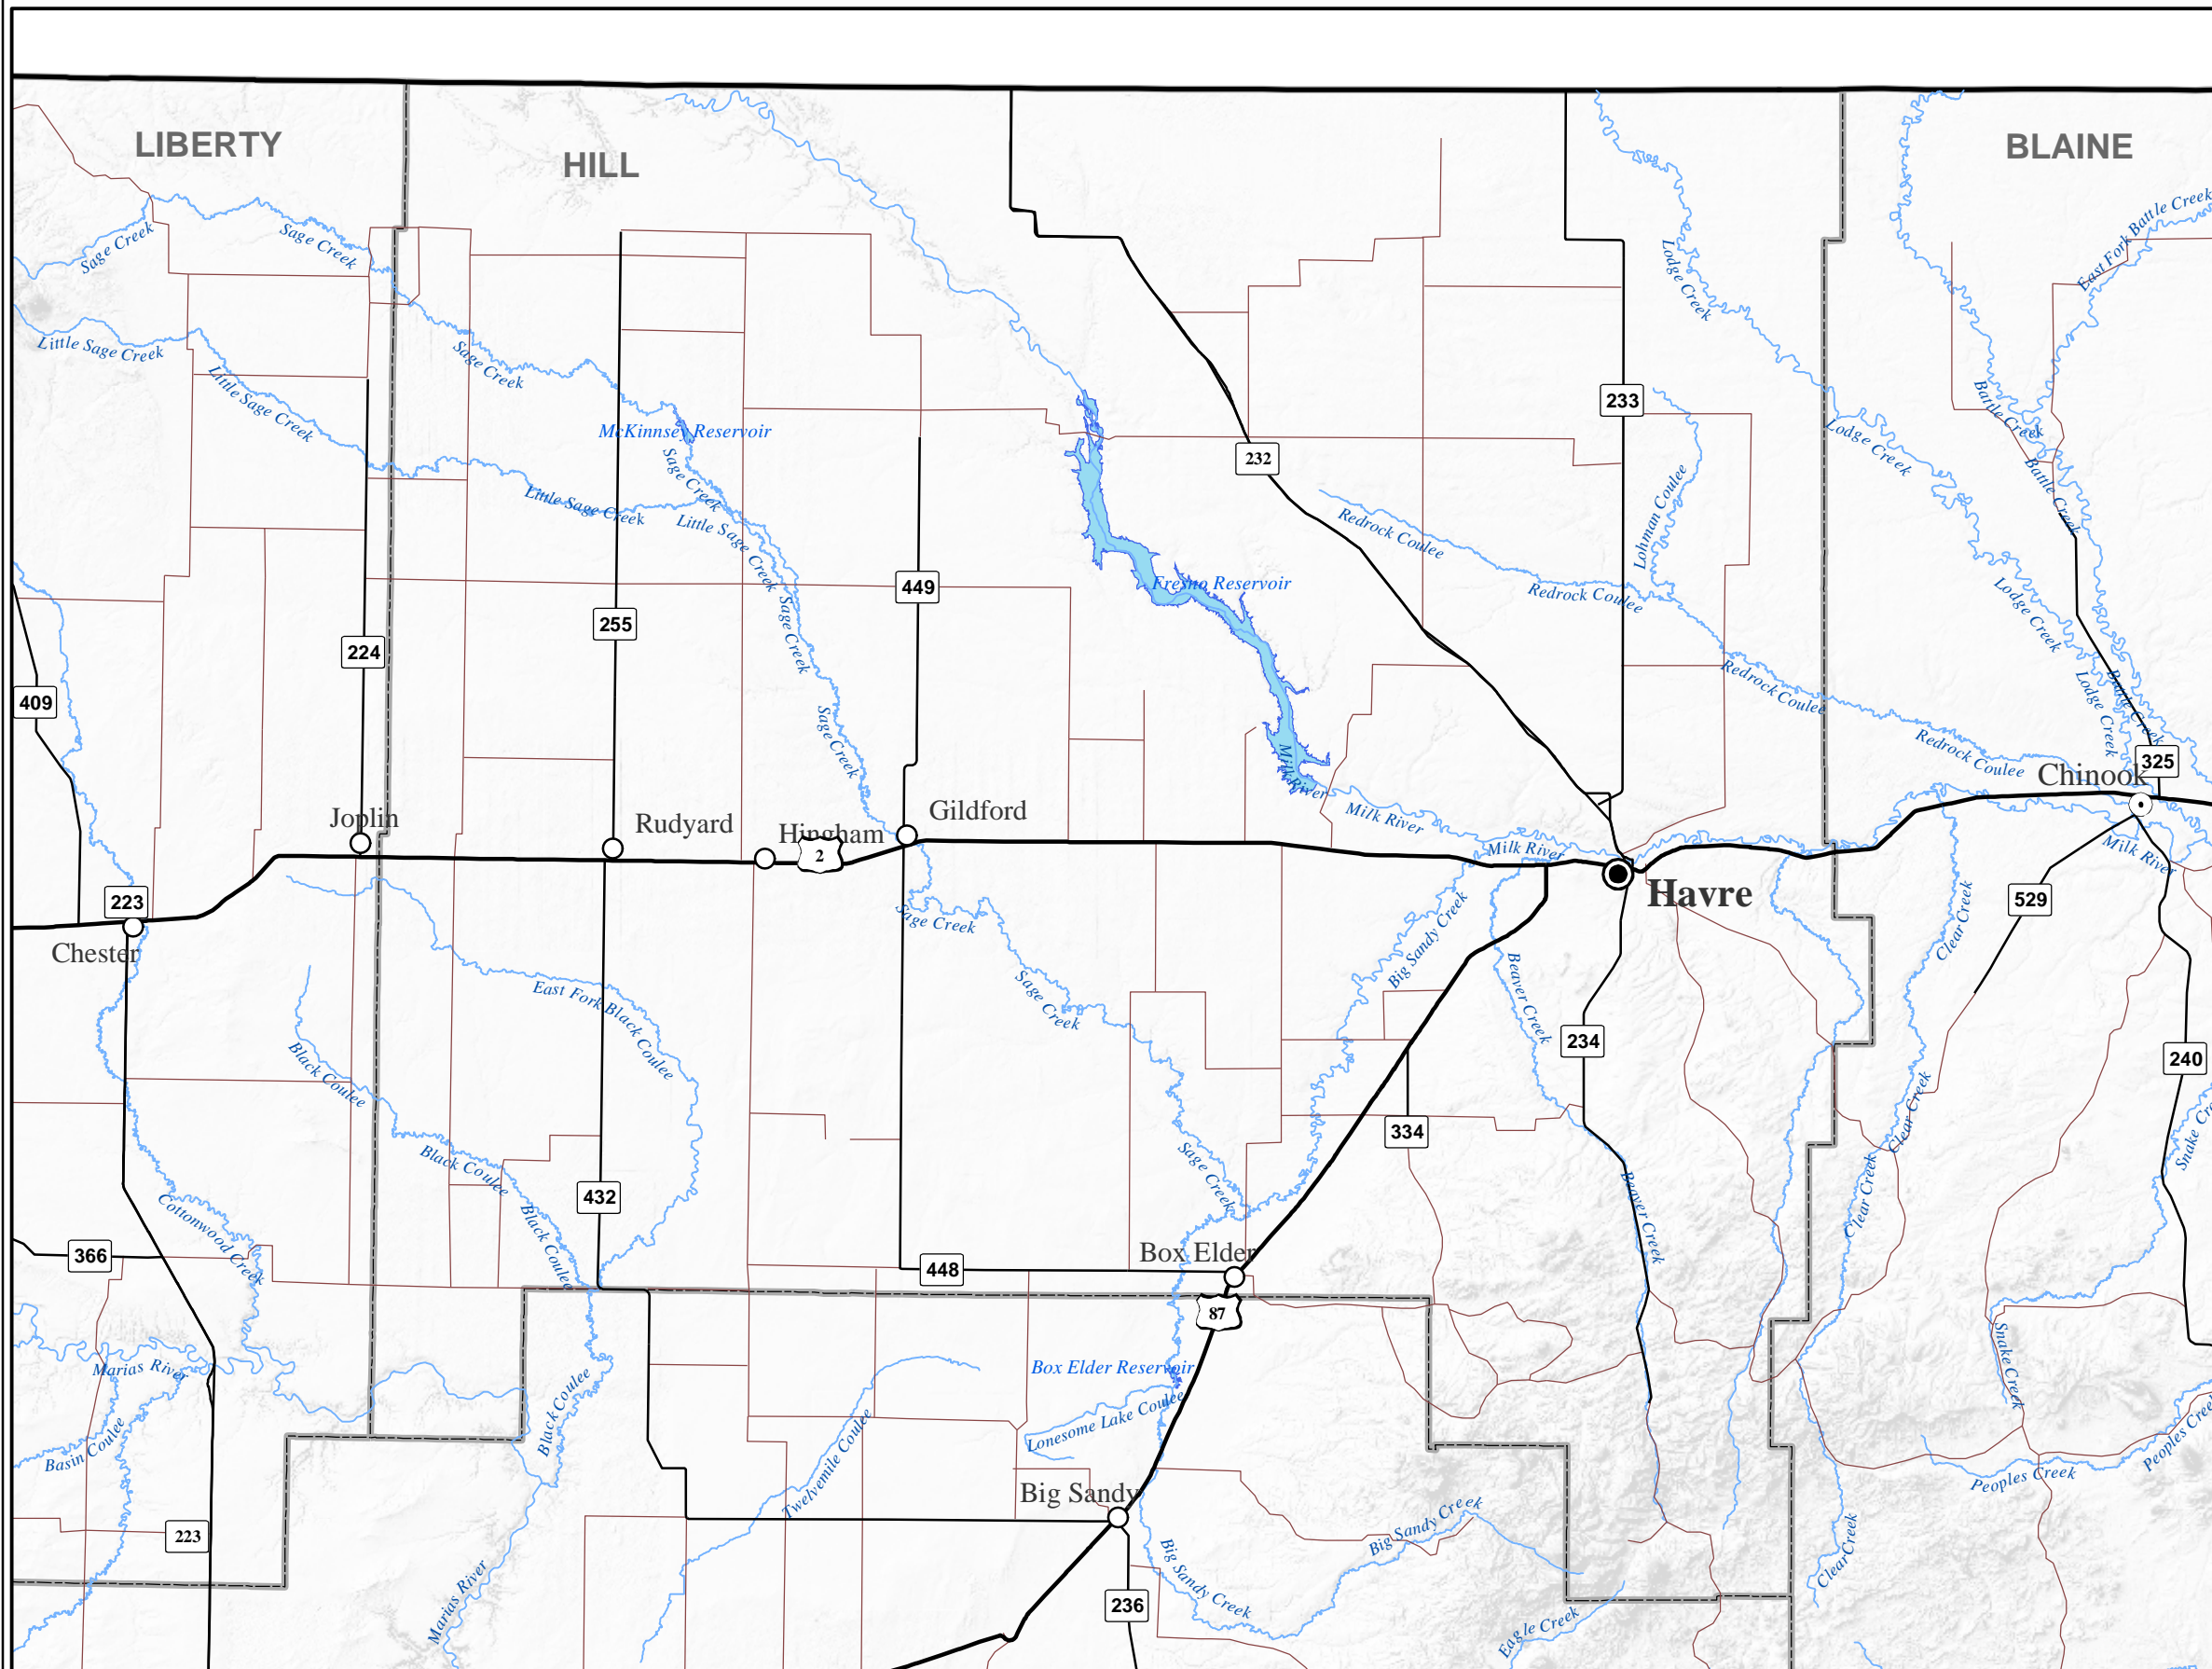 LIBERTY
HILL
BLAINE
Sage Creek
Sage Creek
East Fork Battle Creek
Lodge Creek
Little Sage Creek
Sage Creek
Little Sage Creek
233
McKinnsey Reservoir
Battle Creek
Lodge Creek
232
Sage Creek
Battle Creek
Little Sage Creek
Little Sage Creek
Redrock Coulee
Lohman Coulee
Fresno Reservoir
449
Redrock Coulee
Lodge Creek
255
Sage Creek
224
409
Redrock Coulee
Lodge Creek
Battle Creek
Sage Creek
Redrock Coulee
325
Chinook
Milk River
Milk River
Joplin
Rudyard
Hingham
Gildford
2
Milk River
Milk River
Havre
223
Chester
529
Sage Creek
Big Sandy Creek
Clear Creek
Beaver Creek
East Fork Black Coulee
Sage Creek
234
240
Black Coulee
334
Clear Creek
Snake Cre
Black Coulee
Sage Creek
432
Clear Creek
Beaver Creek
Cottonwood Creek
Black Coulee
366
448
Box Elder
87
Marias River
Box Elder Reservoir
Snake Creek
Lonesome Lake Coulee
Black Coulee
Basin Coulee
Twelvemile Coulee
Peoples Creek
Peoples Creek
Big Sandy
223
Big Sandy Creek
Clear Creek
Big Sandy Creek
236
Marias River
Eagle Creek